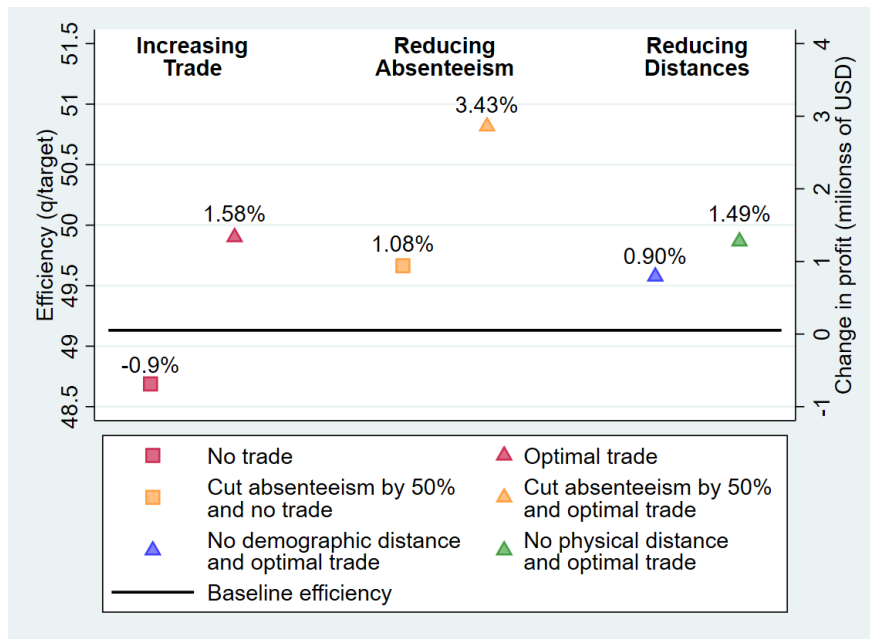 Increasing
Trade
Reducing
Absenteeism
Reducing
Distances
Efficiency (q/target)
51.5
51
50.5
50
49.5
49
48.5
Change in profit (milionss of USD)
4
3
2
1
0
-1
3.43%
1.58%
1.49%
1.08%
0.90%
-0.9%
No trade
Optimal trade
Cut absenteeism by 50%
and no trade
Cut absenteeism by 50%
and optimal trade
No demographic distance
and optimal trade
No physical distance
and optimal trade
Baseline efficiency